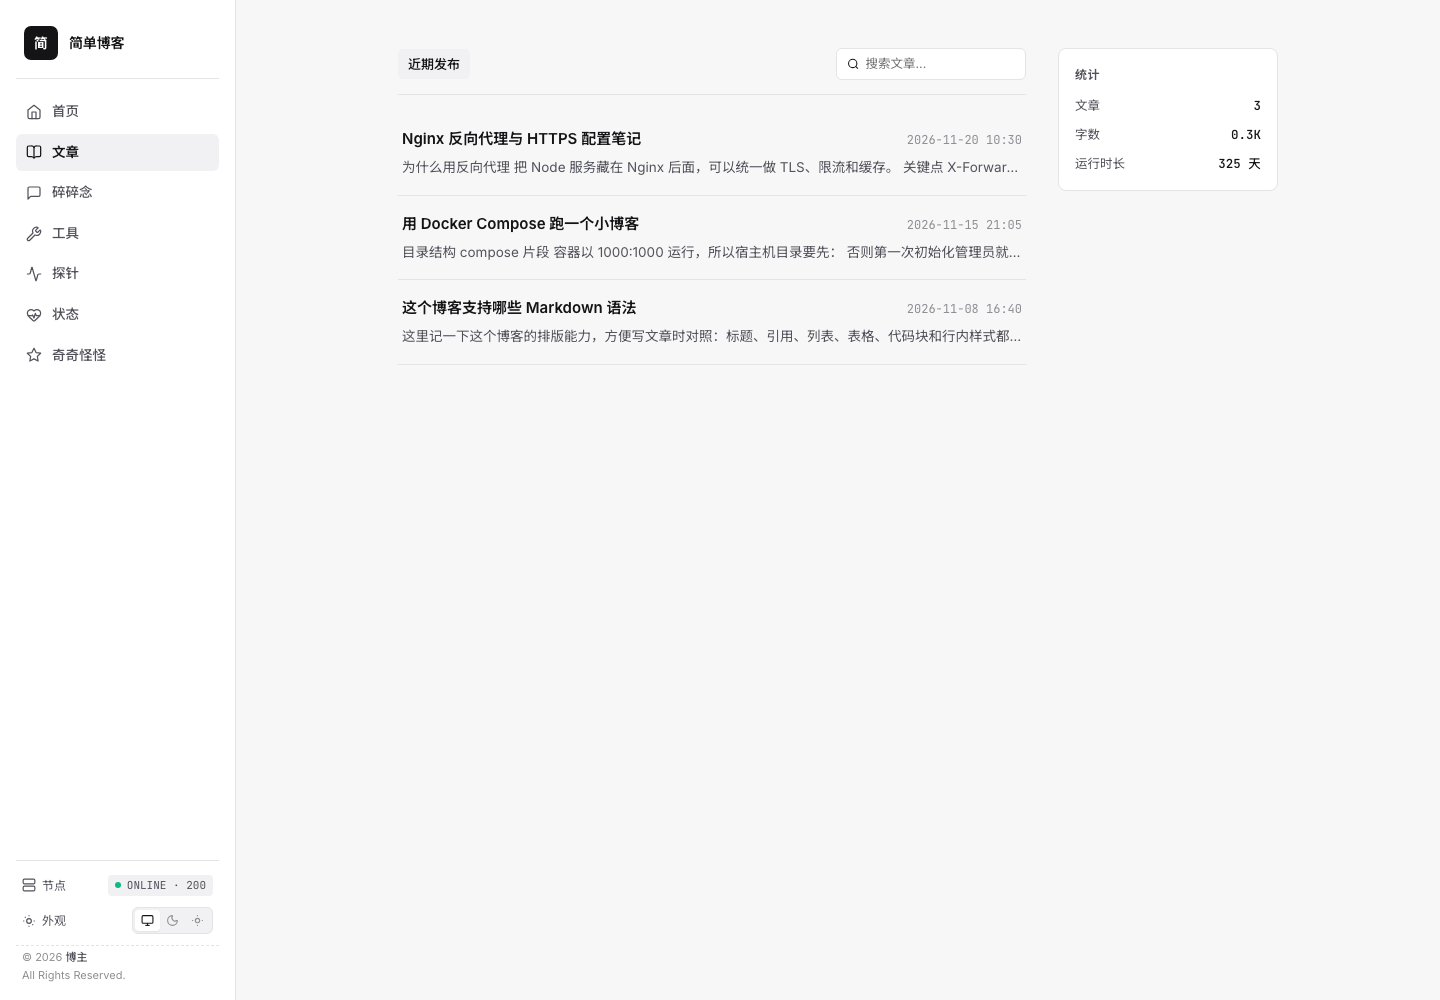 简 简单博客
首页
文章
碎碎念
工具
探针
状态
奇奇怪怪
节点 ONLINE · 200
外观
© 2026 博主
All Rights Reserved.
近期发布 搜索文章...
Nginx 反向代理与 HTTPS 配置笔记 2026-11-20 10:30
为什么用反向代理 把 Node 服务藏在 Nginx 后面，可以统一做 TLS、限流和缓存。 关键点 X-Forwar...
用 Docker Compose 跑一个小博客 2026-11-15 21:05
目录结构 compose 片段 容器以 1000:1000 运行，所以宿主机目录要先： 否则第一次初始化管理员就...
这个博客支持哪些 Markdown 语法 2026-11-08 16:40
这里记一下这个博客的排版能力，方便写文章时对照：标题、引用、列表、表格、代码块和行内样式都...
统计
文章 3
字数 0.3K
运行时长 325 天